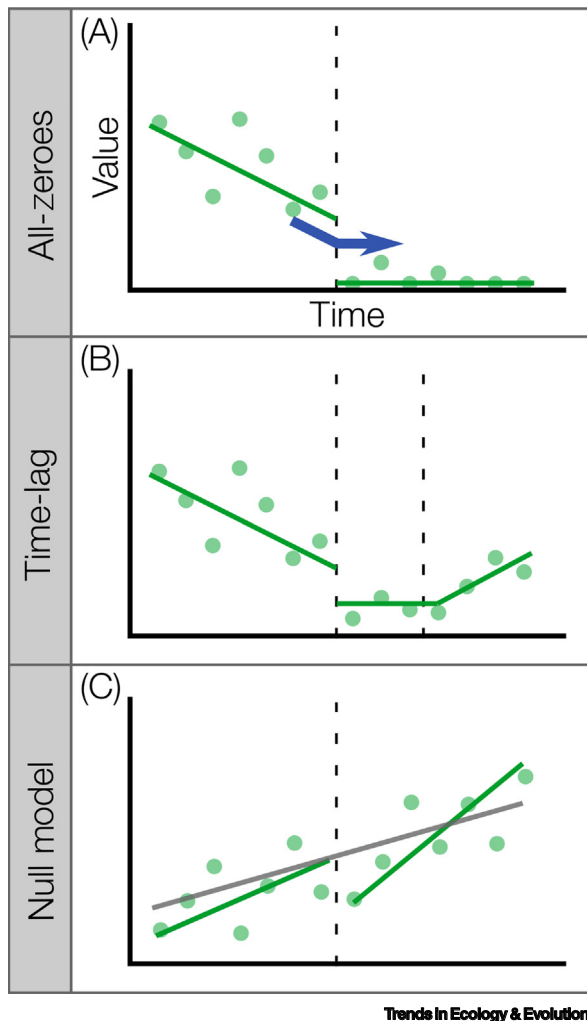 (A)
All-zeroes
Value
Time
(B)
Time-lag
(C)
Null model
Trends in Ecology & Evolution